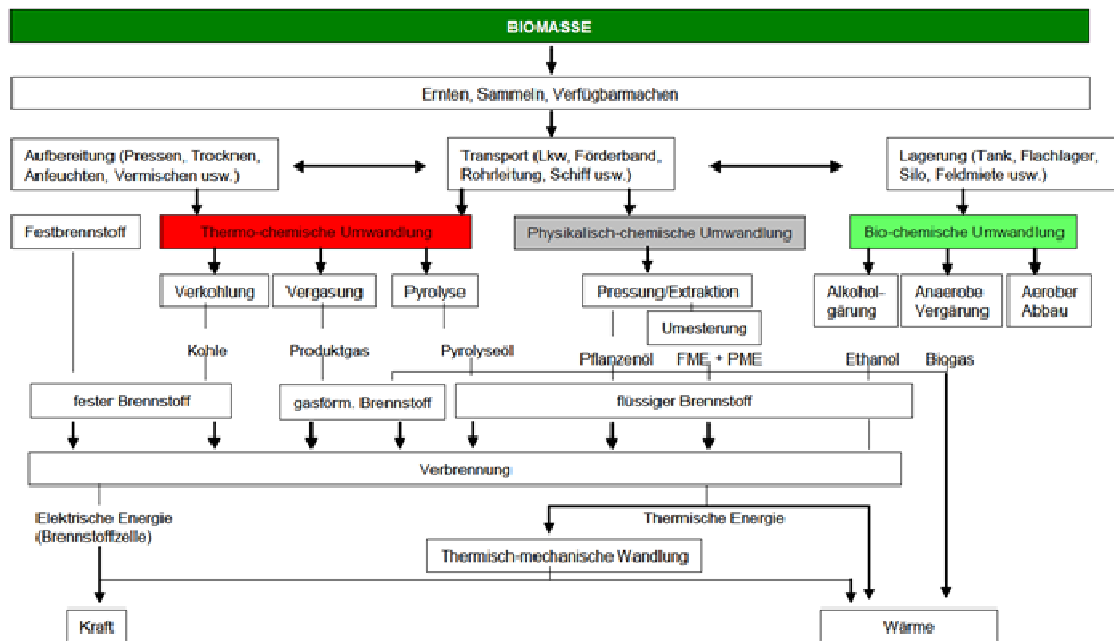 BIOMASSE
Ernten, Sammeln, Verfügbarmachen
Aufbereitung (Pressen, Trocknen,
Anfeuchten, Vermischen usw.)
Transport (Lkw, Förderband,
Rohrleitung, Schiff usw.)
Lagerung (Tank, Flachlager,
Silo, Feldmiete usw.)
Festbrennstoff
Thermo-chemische Umwandlung
Physikalisch-chemische Umwandlung
Bio-chemische Umwandlung
Verkohlung
Vergasung
Pyrolyse
Pressung/Extraktion
Alkohol-
gärung
Anaerobe
Vergärung
Aerober
Abbau
Umesterung
Kohle
Produktgas
Pyrolyseöl
Pflanzenöl
FME + PME
Ethanol
Biogas
fester Brennstoff
gasförm. Brennstoff
flüssiger Brennstoff
Verbrennung
Elektrische Energie
(Brennstoffzelle)
Thermische Energie
Thermisch-mechanische Wandlung
Kraft
Wärme